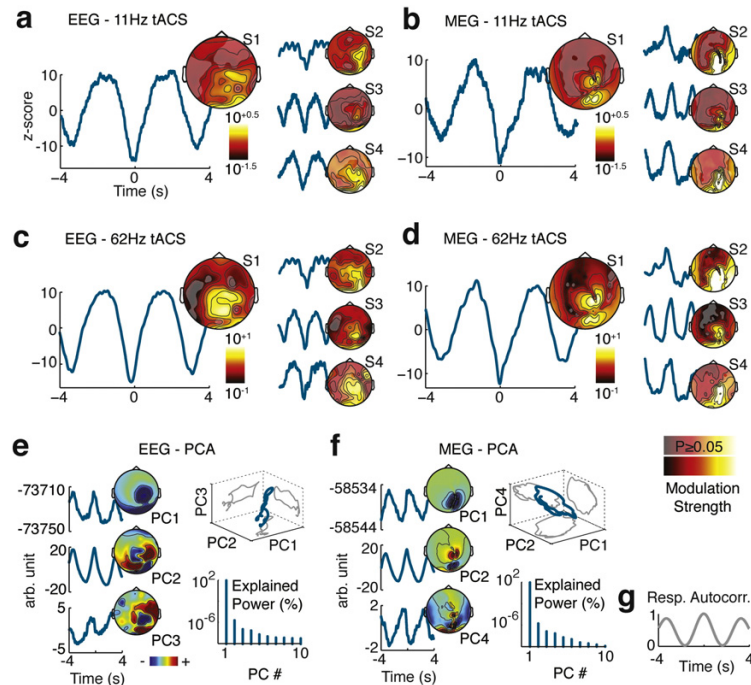 a EEG - 11Hz tACS
S1
S2
S3
S4
z-score
10
0
-10
10+0.5
10-1.5
-4 0 4
Time (s)
b MEG - 11Hz tACS
S1
S2
S3
S4
10
0
-10
10+0.5
10-1.5
-4 0 4
c EEG - 62Hz tACS
S1
S2
S3
S4
10
0
-10
10+1
10-1
-4 0 4
d MEG - 62Hz tACS
S1
S2
S3
S4
10
0
-10
10+1
10-1
-4 0 4
-4 4
e EEG - PCA
-73710
-73750
PC1
arb. unit
20
-20
PC2
5
-5
PC3
-4 4
- +
Time (s)
PC3
PC2 PC1
10²
10-6
Explained
Power (%)
1 10
PC #
f MEG - PCA
-58534
-58544
PC1
arb. unit
20
-20
PC2
2
-2
PC4
-4 4
Time (s)
PC4
PC2 PC1
10²
10-6
Explained
Power (%)
1 10
PC #
P≥0.05
Modulation
Strength
g Resp. Autocorr.
1
0
-4 4
Time (s)